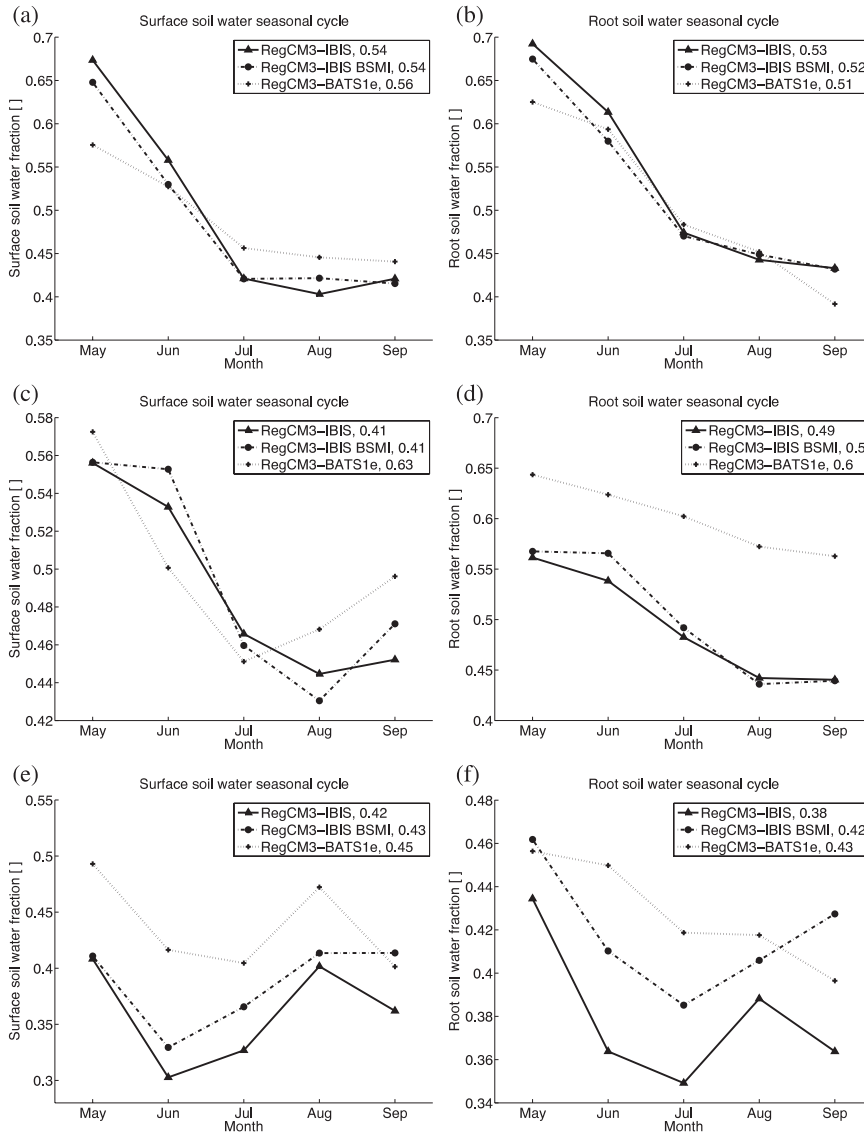 (a)
Surface soil water seasonal cycle
0.7
0.65
0.6
0.55
0.5
0.45
0.4
0.35
Surface soil water fraction [ ]
RegCM3-IBIS, 0.54
RegCM3-IBIS BSMI, 0.54
RegCM3-BATS1e, 0.56
May Jun Jul Aug Sep
Month
(b)
Root soil water seasonal cycle
0.7
0.65
0.6
0.55
0.5
0.45
0.4
0.35
Root soil water fraction [ ]
RegCM3-IBIS, 0.53
RegCM3-IBIS BSMI, 0.52
RegCM3-BATS1e, 0.51
May Jun Jul Aug Sep
Month
(c)
Surface soil water seasonal cycle
0.58
0.56
0.54
0.52
0.5
0.48
0.46
0.44
0.42
Surface soil water fraction [ ]
RegCM3-IBIS, 0.41
RegCM3-IBIS BSMI, 0.41
RegCM3-BATS1e, 0.63
May Jun Jul Aug Sep
Month
(d)
Root soil water seasonal cycle
0.7
0.65
0.6
0.55
0.5
0.45
0.4
Root soil water fraction [ ]
RegCM3-IBIS, 0.49
RegCM3-IBIS BSMI, 0.5
RegCM3-BATS1e, 0.6
May Jun Jul Aug Sep
Month
(e)
Surface soil water seasonal cycle
0.55
0.5
0.45
0.4
0.35
0.3
Surface soil water fraction [ ]
RegCM3-IBIS, 0.42
RegCM3-IBIS BSMI, 0.43
RegCM3-BATS1e, 0.45
May Jun Jul Aug Sep
Month
(f)
Root soil water seasonal cycle
0.48
0.46
0.44
0.42
0.4
0.38
0.36
0.34
Root soil water fraction [ ]
RegCM3-IBIS, 0.38
RegCM3-IBIS BSMI, 0.42
RegCM3-BATS1e, 0.43
May Jun Jul Aug Sep
Month